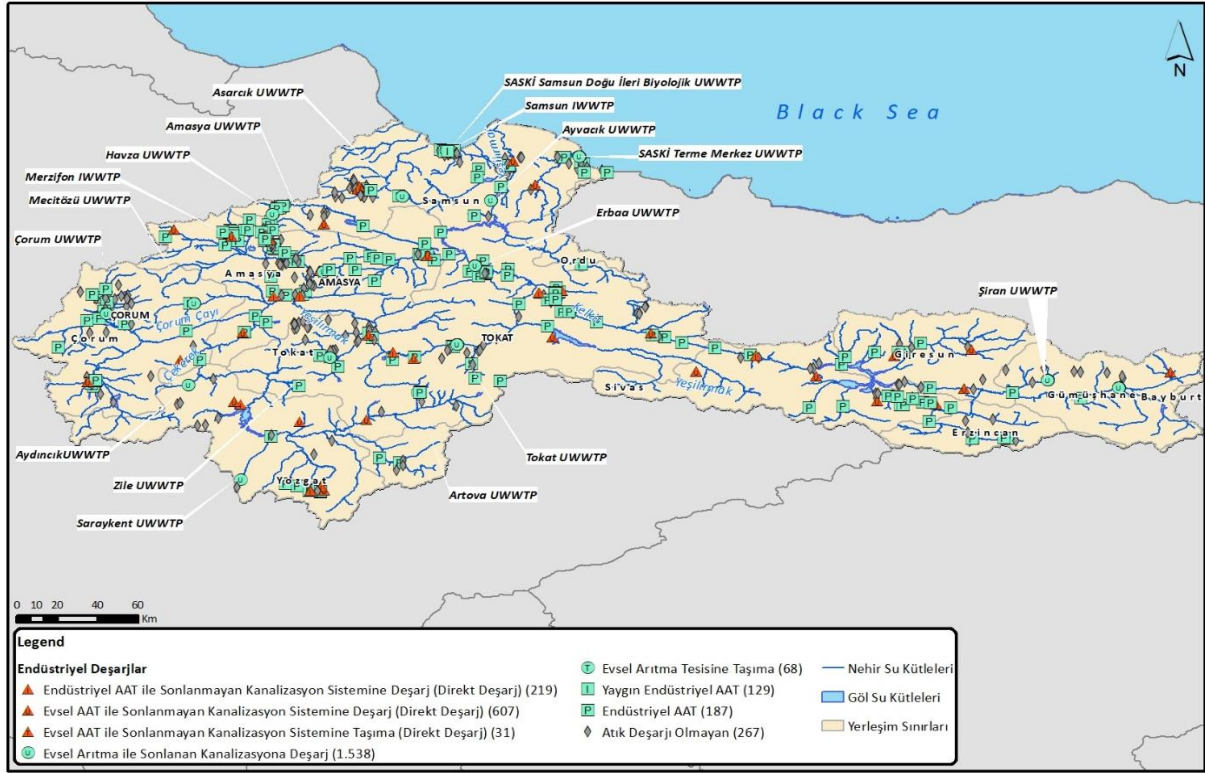 N
Black Sea
SASKİ Samsun Doğu İleri Biyolojik UWWTP
Asarcık UWWTP
Samsun IWWTP
Amasya UWWTP
Ayvacık UWWTP
Havza UWWTP
SASKİ Terme Merkez UWWTP
Merzifon IWWTP
Mecitözü UWWTP
Samsun
Erbaa UWWTP
Çorum UWWTP
Ordu
Amasya
AMASYA
Şiran UWWTP
ÇORUM
Çorum Çayı
Yeşilırmak
Kelkit
Çorum
TOKAT
Tokat
Giresun
Çekerek
Sivas
Yeşilırmak
Gümüşhane
Bayburt
Erzincan
AydıncıkUWWTP
Tokat UWWTP
Zile UWWTP
Yozgat
Artova UWWTP
Saraykent UWWTP
0 10 20 40 60
Km
Legend
Endüstriyel Deşarjlar
Endüstriyel AAT ile Sonlanmayan Kanalizasyon Sistemine Deşarj (Direkt Deşarj) (219)
Evsel AAT ile Sonlanmayan Kanalizasyon Sistemine Deşarj (Direkt Deşarj) (607)
Evsel AAT ile Sonlanmayan Kanalizasyon Sistemine Taşıma (Direkt Deşarj) (31)
U Evsel Arıtma ile Sonlanan Kanalizasyona Deşarj (1.538)
T Evsel Arıtma Tesisine Taşıma (68)
I Yaygın Endüstriyel AAT (129)
P Endüstriyel AAT (187)
Atık Deşarjı Olmayan (267)
Nehir Su Kütleleri
Göl Su Kütleleri
Yerleşim Sınırları